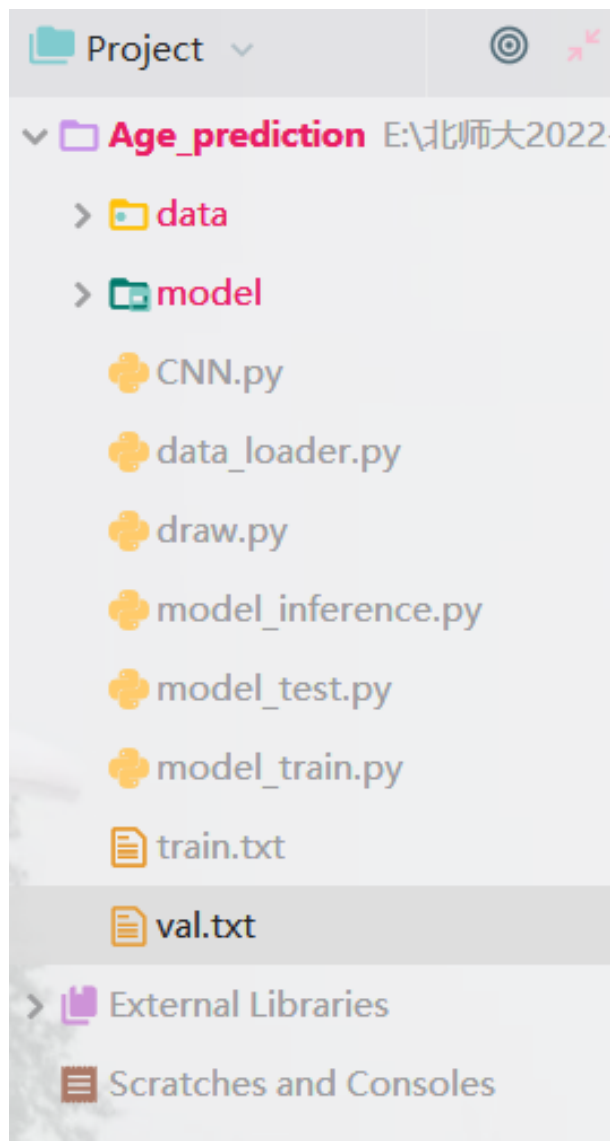 Project
Age_prediction E:\北师大2022
data
model
CNN.py
data_loader.py
draw.py
model_inference.py
model_test.py
model_train.py
train.txt
val.txt
External Libraries
Scratches and Consoles